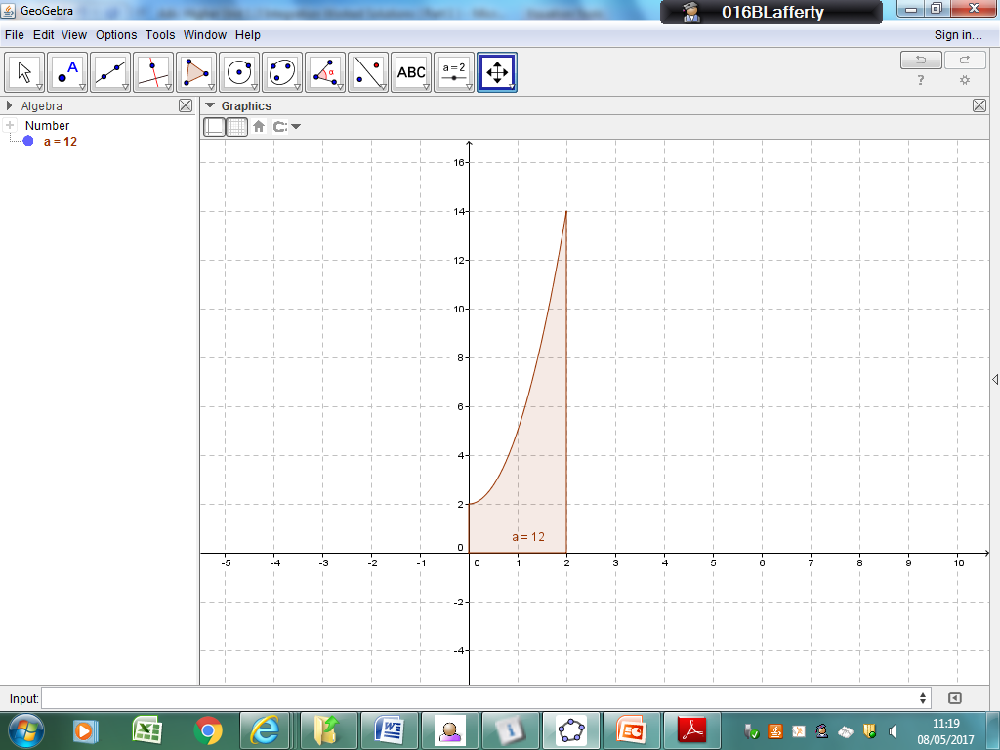 GeoGebra
016BLafferty
File Edit View Options Tools Window Help
Sign in...
A
α
ABC
a = 2
?
Algebra
Graphics
Number
a = 12
16
14
12
10
8
6
4
2
0
-2
-4
-5 -4 -3 -2 -1 0 1 2 3 4 5 6 7 8 9 10
a = 12
Input:
11:19
08/05/2017